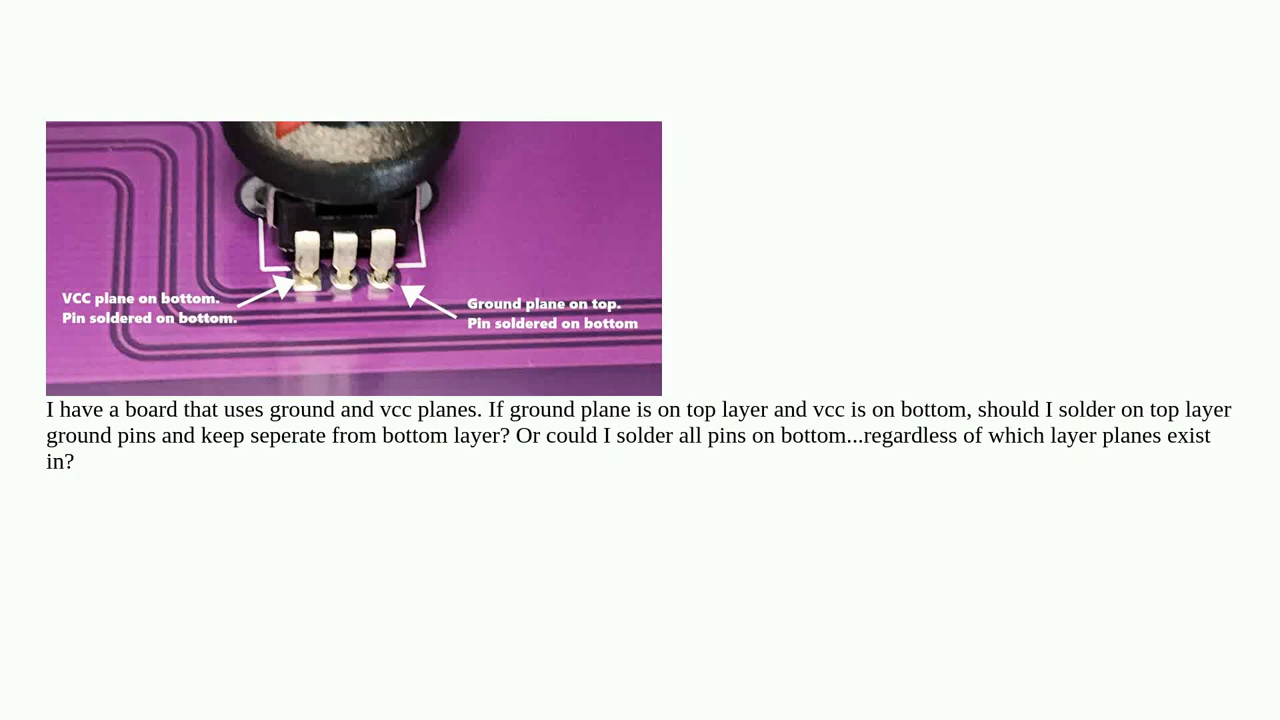 VCC plane on bottom.
Pin soldered on bottom.
Ground plane on top.
Pin soldered on bottom
I have a board that uses ground and vcc planes. If ground plane is on top layer and vcc is on bottom, should I solder on top layer
ground pins and keep seperate from bottom layer? Or could I solder all pins on bottom...regardless of which layer planes exist
in?